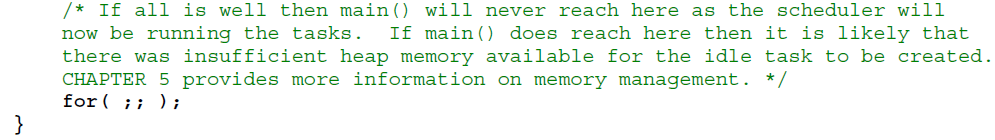 /* If all is well then main() will never reach here as the scheduler will
now be running the tasks.  If main() does reach here then it is likely that
there was insufficient heap memory available for the idle task to be created.
CHAPTER 5 provides more information on memory management. */
for( ;; );
}